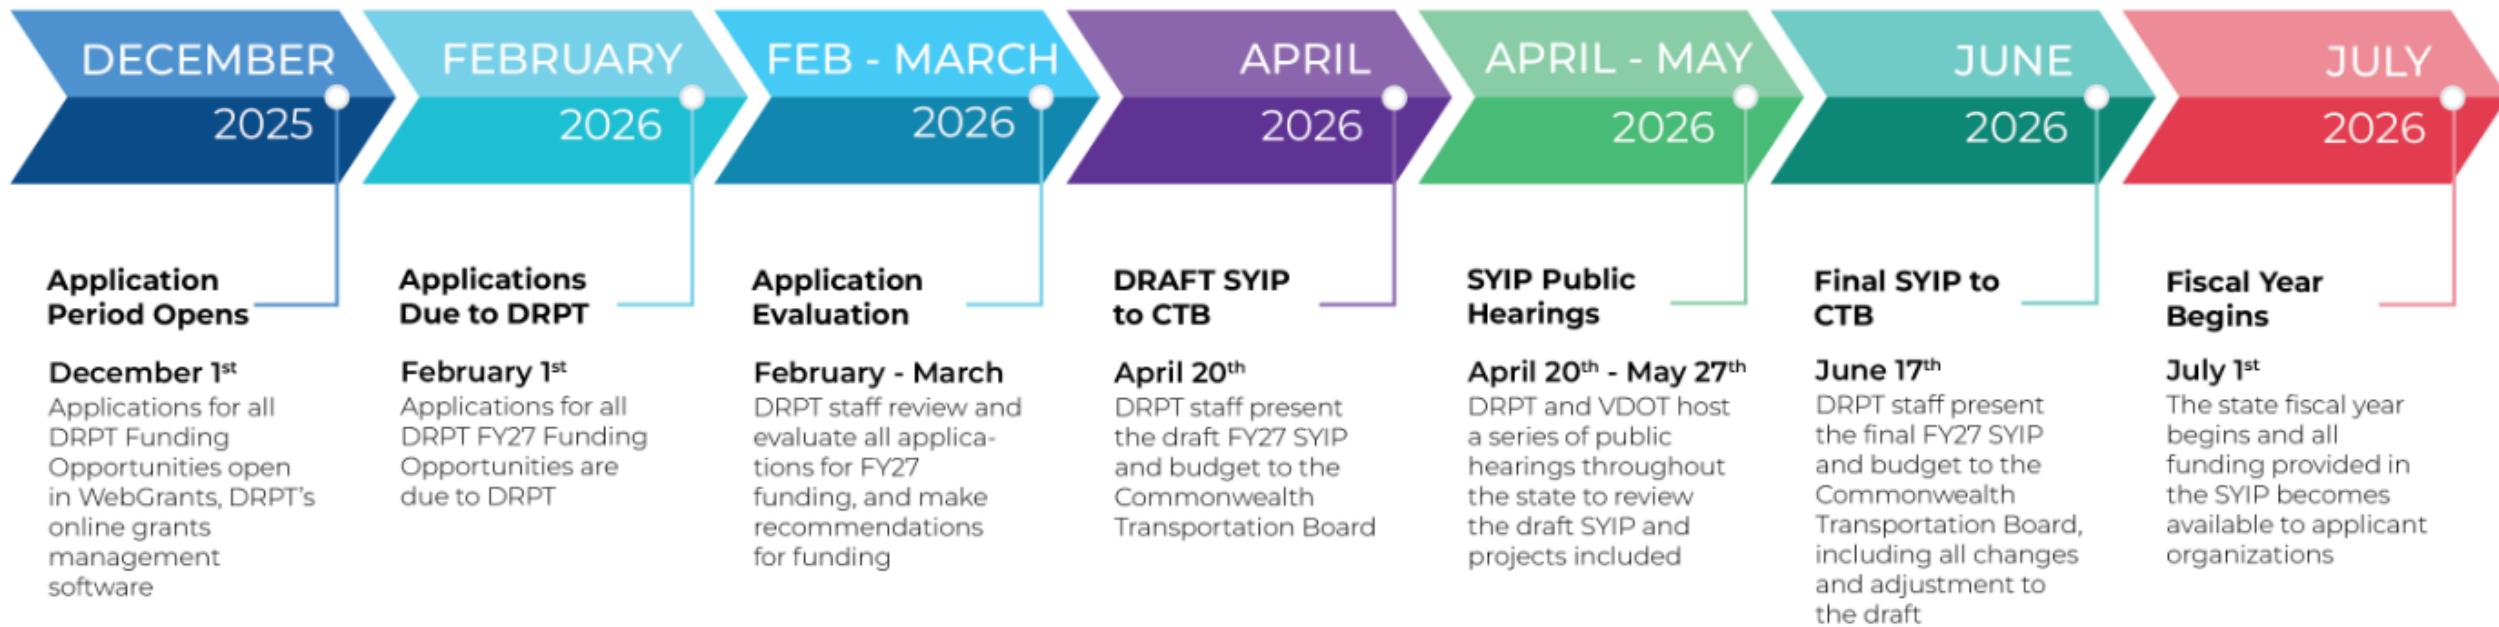 DECEMBER
2025
Application
Period Opens
December 1st
Applications for all
DRPT Funding
Opportunities open
in WebGrants, DRPT’s
online grants
management
software
FEBRUARY
2026
Applications
Due to DRPT
February 1st
Applications for all
DRPT FY27 Funding
Opportunities are
due to DRPT
FEB - MARCH
2026
Application
Evaluation
February - March
DRPT staff review and
evaluate all applica-
tions for FY27
funding, and make
recommendations
for funding
APRIL
2026
DRAFT SYIP
to CTB
April 20th
DRPT staff present
the draft FY27 SYIP
and budget to the
Commonwealth
Transportation Board
APRIL - MAY
2026
SYIP Public
Hearings
April 20th - May 27th
DRPT and VDOT host
a series of public
hearings throughout
the state to review
the draft SYIP and
projects included
JUNE
2026
Final SYIP to
CTB
June 17th
DRPT staff present
the final FY27 SYIP
and budget to the
Commonwealth
Transportation Board,
including all changes
and adjustment to
the draft
JULY
2026
Fiscal Year
Begins
July 1st
The state fiscal year
begins and all
funding provided in
the SYIP becomes
available to applicant
organizations